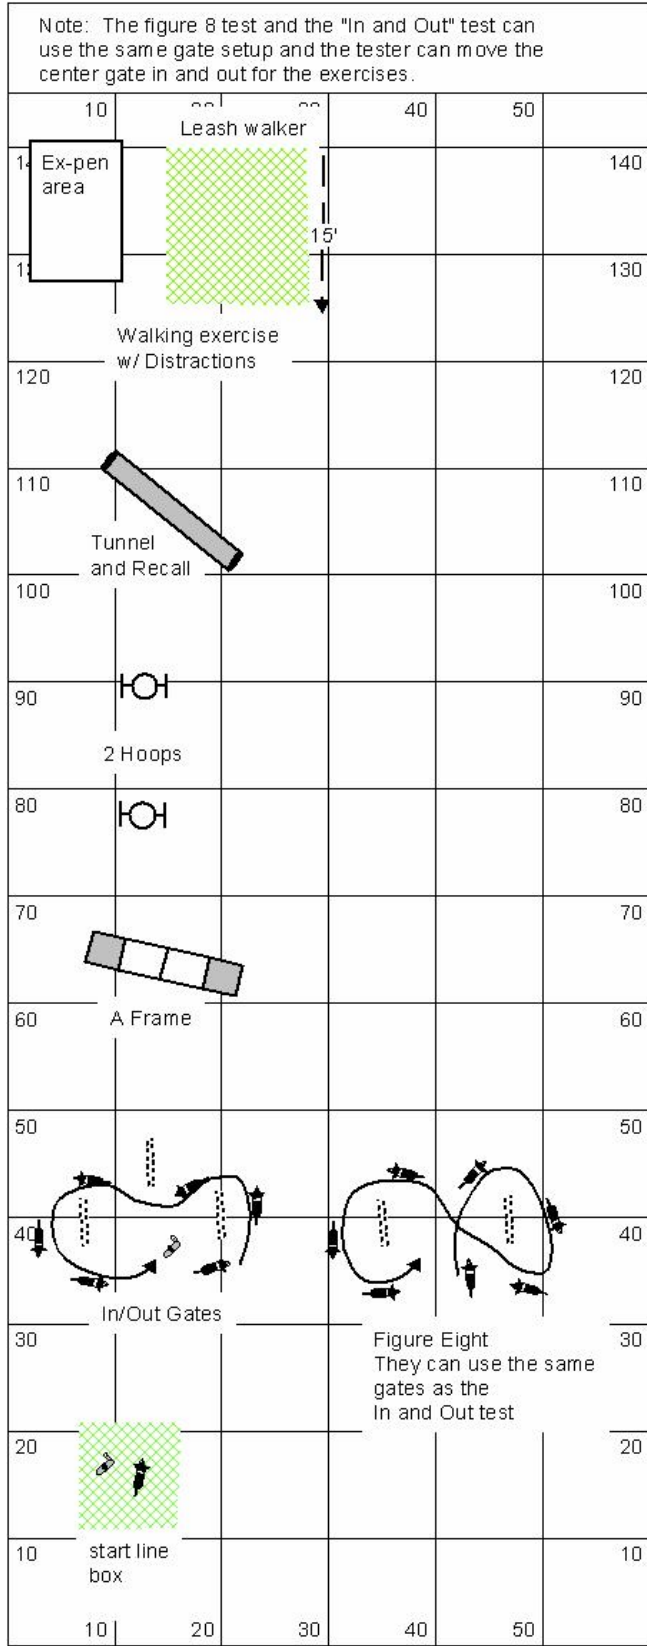 Note: The figure 8 test and the "In and Out" test can
use the same gate setup and the tester can move the
center gate in and out for the exercises.
10 40 50
Leash walker
140
Ex-pen
area
15'
130
Walking exercise
w/ Distractions
120 120
110 110
Tunnel
and Recall
100 100
90 90
2 Hoops
80 80
70 70
A Frame
60 60
50 50
40 40
In/Out Gates
30 30
Figure Eight
They can use the same
gates as the
In and Out test
20 20
10 10
start line
box
10 20 30 40 50